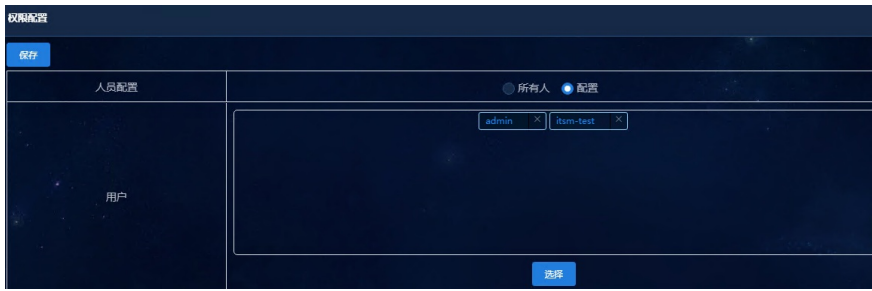 权限配置
保存
人员配置 所有人 配置
admin × itsm-test ×
用户
选择